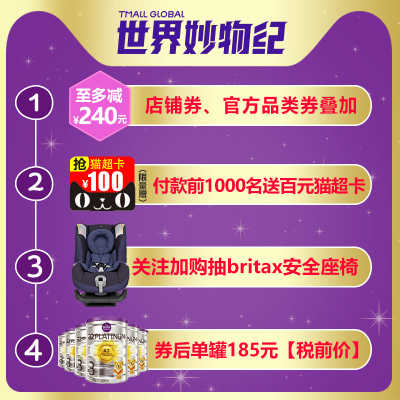 TMALL GLOBAL
世界妙物纪
1
至多减
¥240元
店铺券、官方品类券叠加
2
抢 猫超卡
¥100
(限量哦)
付款前1000名送百元猫超卡
3
关注加购抽britax安全座椅
4
PLATINUM
3
券后单罐185元【税前价】